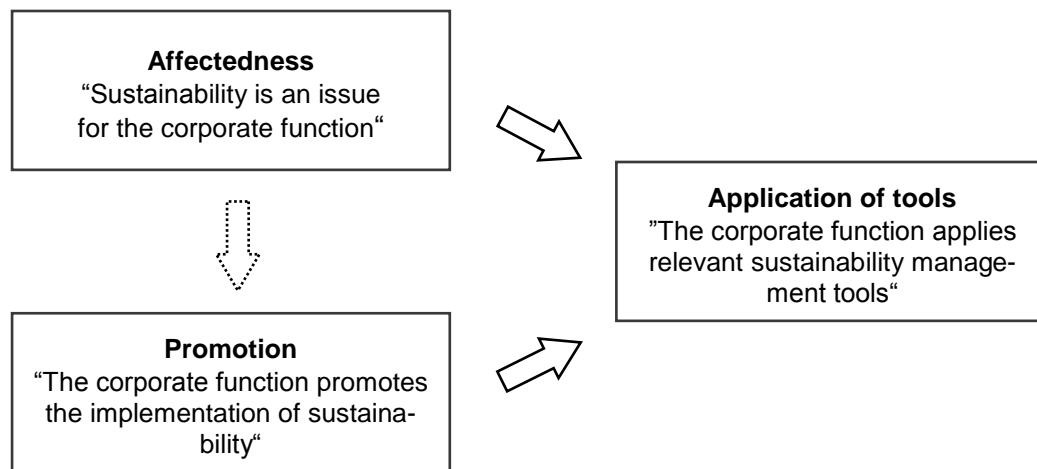 Affectedness
“Sustainability is an issue
for the corporate function“
Application of tools
”The corporate function applies
relevant sustainability manage-
ment tools“
Promotion
“The corporate function promotes
the implementation of sustaina-
bility“